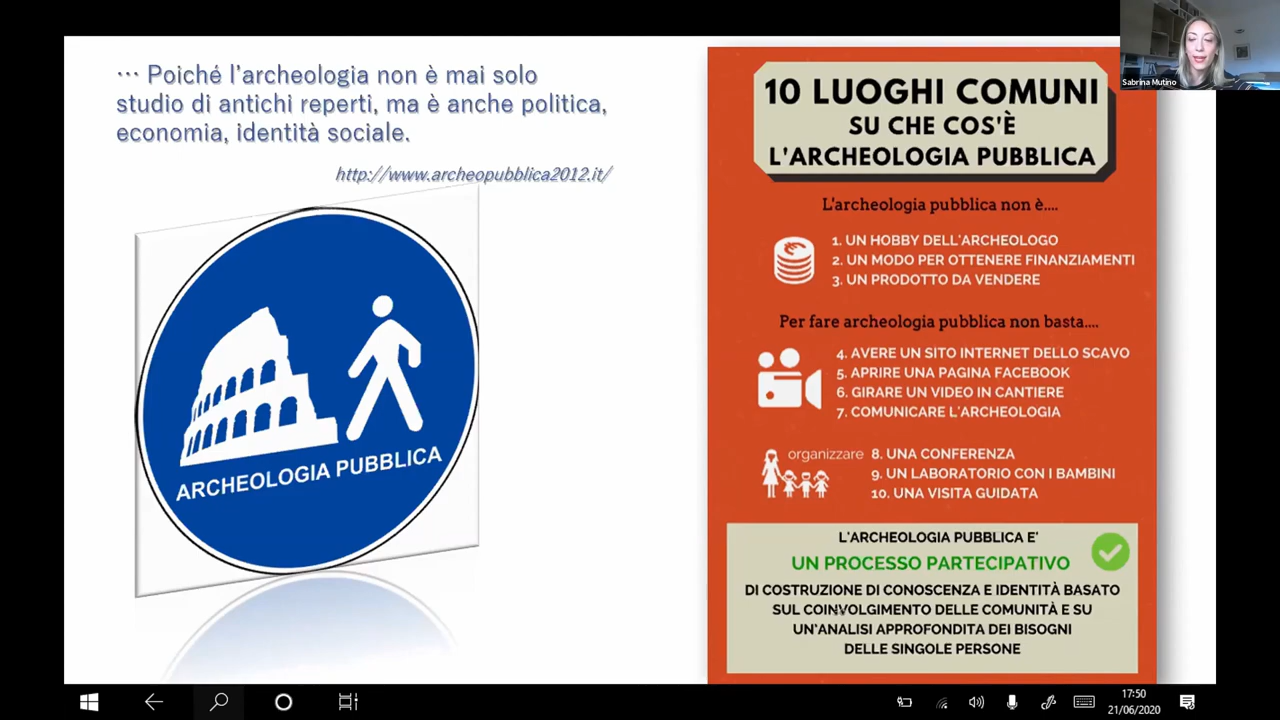 ··· Poiché l'archeologia non è mai solo
studio di antichi reperti, ma è anche politica,
economia, identità sociale.
http://www.archeopubblica2012.it/
ARCHEOLOGIA PUBBLICA
10 LUOGHI COMUNI
SU CHE COS'È
L'ARCHEOLOGIA PUBBLICA
L'archeologia pubblica non è....
1. UN HOBBY DELL'ARCHEOLOGO
2. UN MODO PER OTTENERE FINANZIAMENTI
3. UN PRODOTTO DA VENDERE
Per fare archeologia pubblica non basta....
4. AVERE UN SITO INTERNET DELLO SCAVO
5. APRIRE UNA PAGINA FACEBOOK
6. GIRARE UN VIDEO IN CANTIERE
7. COMUNICARE L'ARCHEOLOGIA
organizzare 8. UNA CONFERENZA
9. UN LABORATORIO CON I BAMBINI
10. UNA VISITA GUIDATA
L'ARCHEOLOGIA PUBBLICA E'
UN PROCESSO PARTECIPATIVO
DI COSTRUZIONE DI CONOSCENZA E IDENTITÀ BASATO
SUL COINVOLGIMENTO DELLE COMUNITÀ E SU
UN'ANALISI APPROFONDITA DEI BISOGNI
DELLE SINGOLE PERSONE
Sabrina Mutino
17:50
21/06/2020